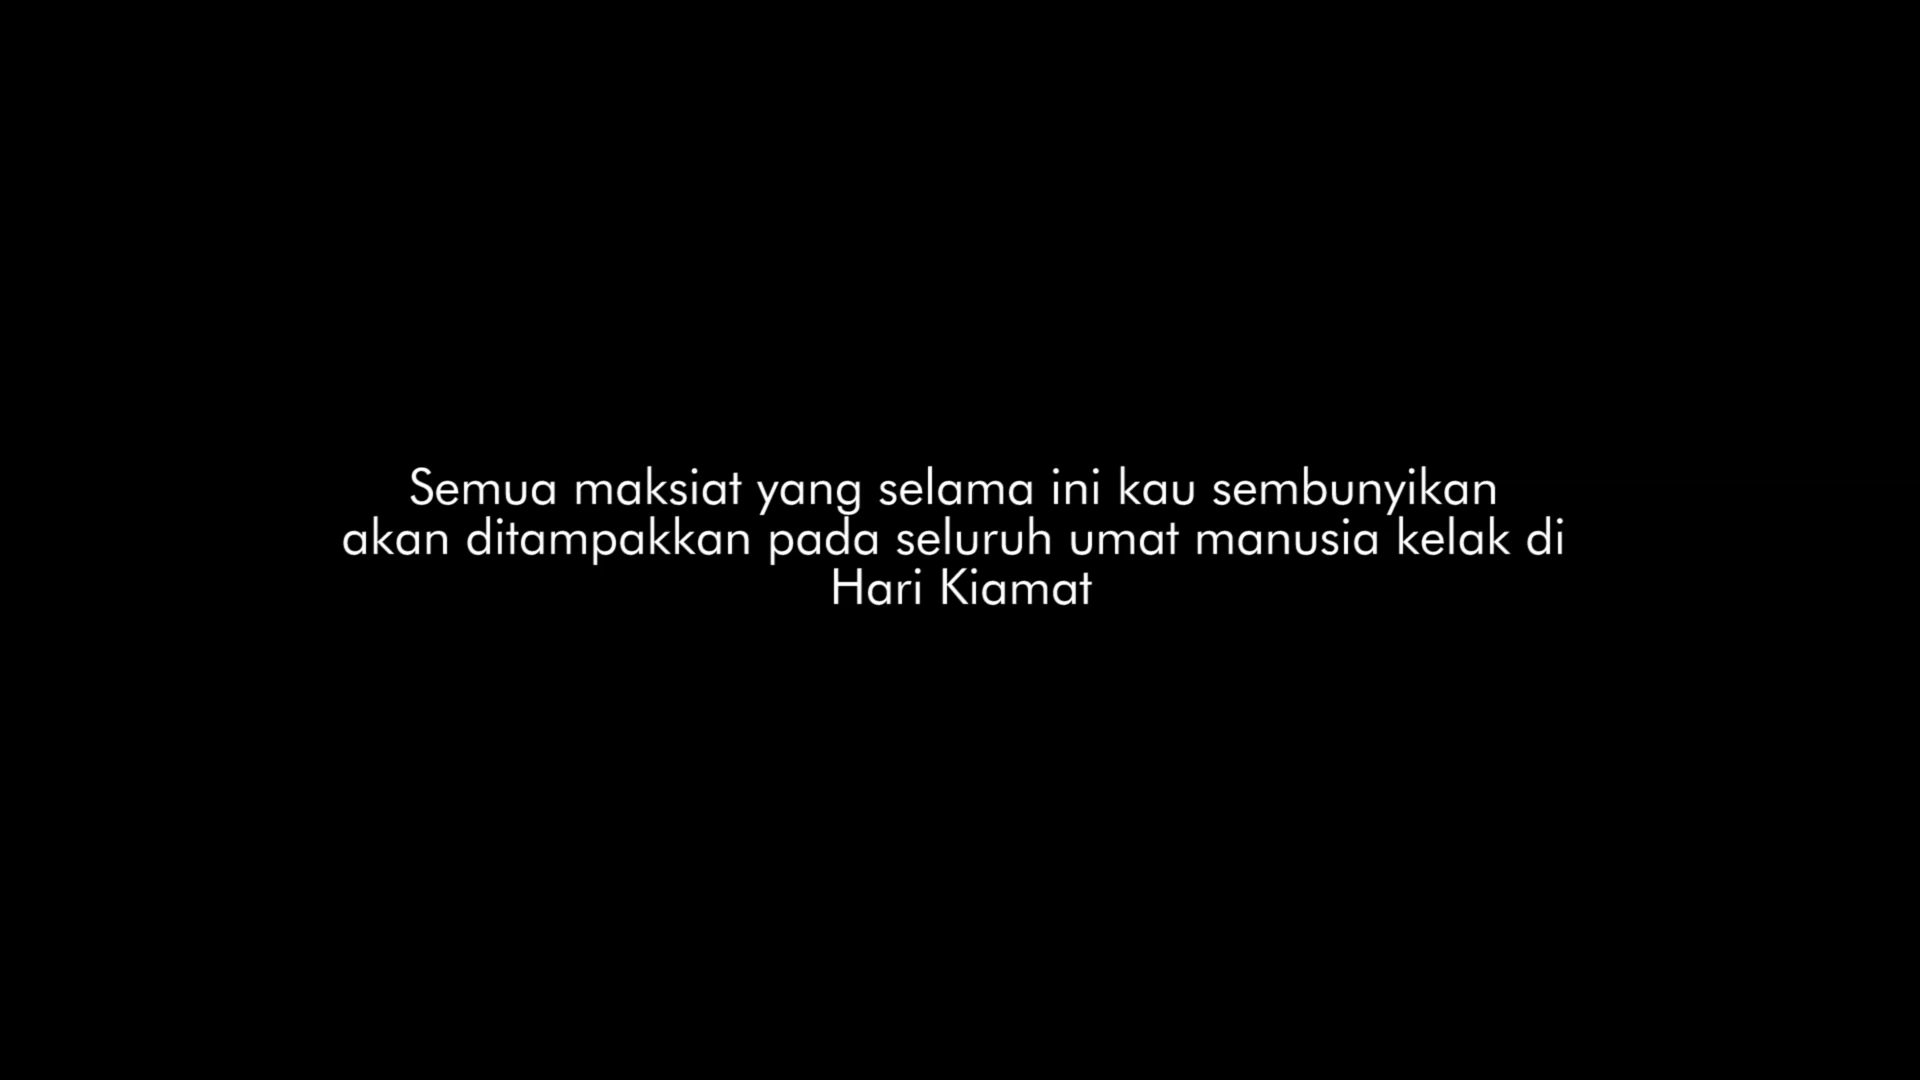 Semua maksiat yang selama ini kau sembunyikan
akan ditampakkan pada seluruh umat manusia kelak di
Hari Kiamat